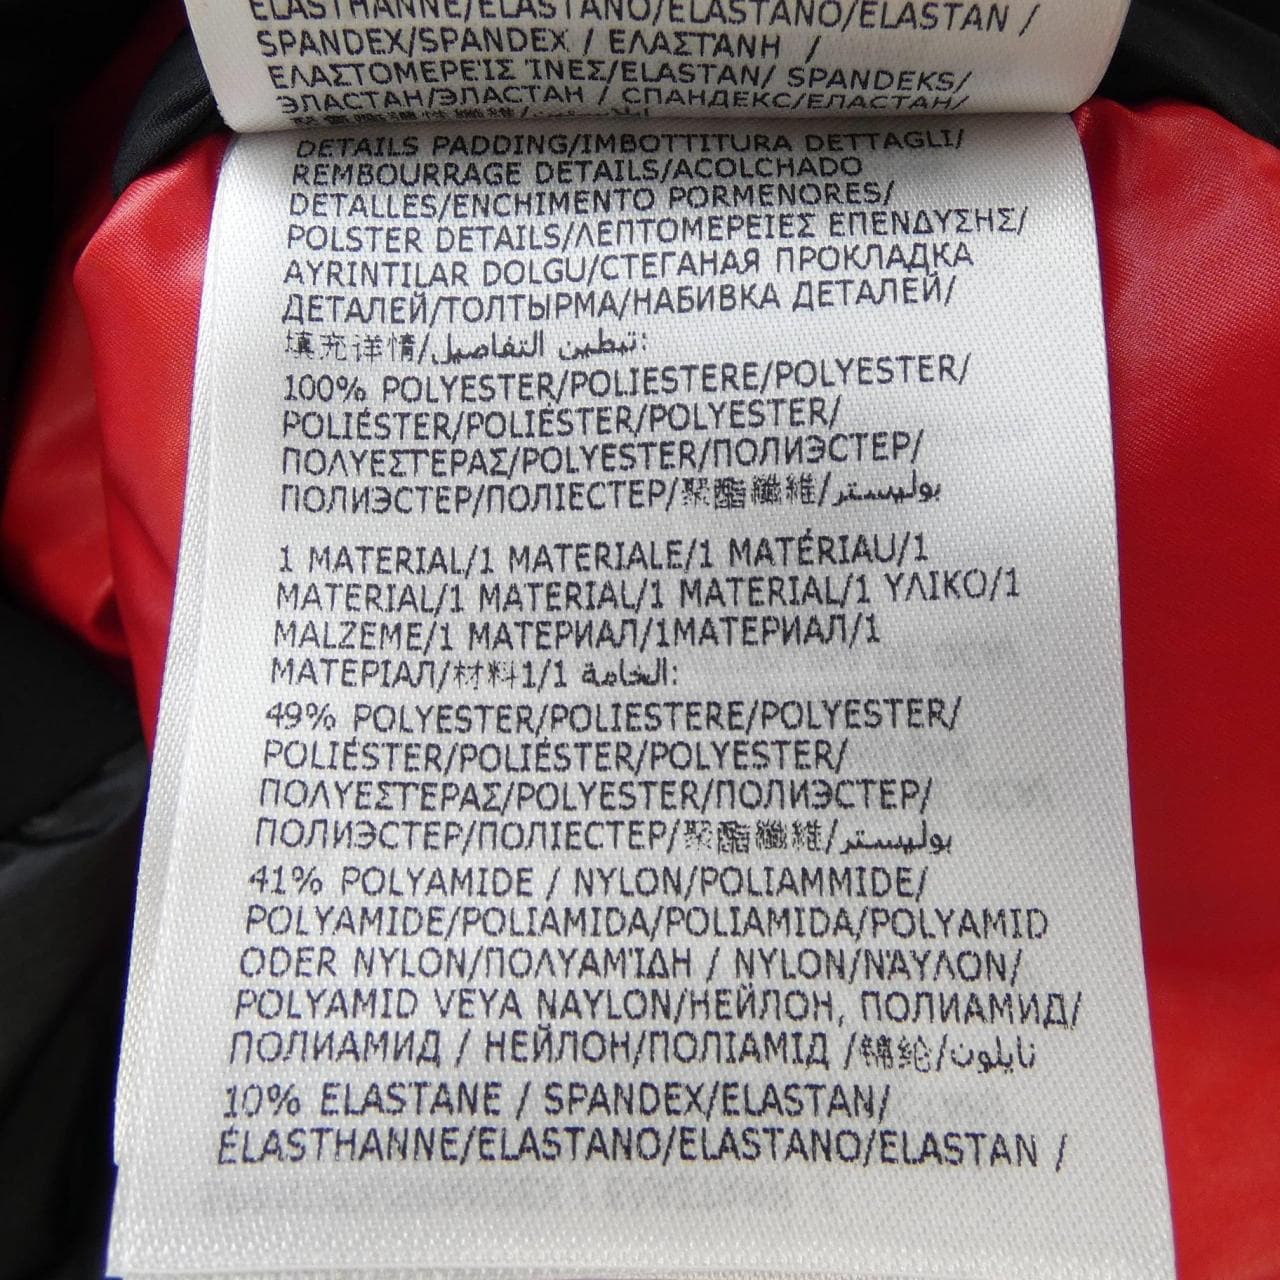 ELASTHANNE/ELASTANO/ELASTANO/ELASTAN /
SPANDEX/SPANDEX / ΕΛΑΣΤΆΝΗ /
ΕΛΑΣΤΟΜΕΡΕΊΣ ΊΝΕΣ/ELASTAN/ SPANDEKS/
ЭЛАСТАН/ЭЛАСТАН / СПАНДЕКС/ЕЛАСТАН/
DETAILS PADDING/IMBOTTITURA DETTAGLI/
REMBOURRAGE DETAILS/ACOLCHADO
DETALLES/ENCHIMENTO PORMENORES/
POLSTER DETAILS/ΛΕΠΤΟΜΕΡΕΙΕΣ ΕΠΕΝΔΥΣΗΣ/
AYRINTILAR DOLGU/СТЕГАНАЯ ПРОКЛАДКА
ДЕТАЛЕЙ/ТОЛТЫРМА/НАБИВКА ДЕТАЛЕЙ/
填充详情/تبطين التفاصيل:
100% POLYESTER/POLIESTERE/POLYESTER/
POLIÉSTER/POLIÉSTER/POLYESTER/
ΠΟΛΥΕΣΤΕΡΑΣ/POLYESTER/ПОЛИЭСТЕР/
ПОЛИЭСТЕР/ПОЛІЕСТЕР/聚酯纖維/بوليستر
1 MATERIAL/1 MATERIALE/1 MATÉRIAU/1
MATERIAL/1 MATERIAL/1 MATERIAL/1 ΥΛΙΚΟ/1
MALZEME/1 МАТЕРИАЛ/1МАТЕРИАЛ/1
МАТЕРІАЛ/材料1/1 الخامة:
49% POLYESTER/POLIESTERE/POLYESTER/
POLIÉSTER/POLIÉSTER/POLYESTER/
ΠΟΛΥΕΣΤΕΡΑΣ/POLYESTER/ПОЛИЭСТЕР/
ПОЛИЭСТЕР/ПОЛІЕСТЕР/聚酯纖維/بوليستر
41% POLYAMIDE / NYLON/POLIAMMIDE/
POLYAMIDE/POLIAMIDA/POLIAMIDA/POLYAMID
ODER NYLON/ΠΟΛΥΑΜΊΔΗ / NYLON/ΝΆΥΛΟΝ/
POLYAMID VEYA NAYLON/НЕЙЛОН, ПОЛИАМИД/
ПОЛИАМИД / НЕЙЛОН/ПОЛІАМІД /锦纶/نايلون
10% ELASTANE / SPANDEX/ELASTAN/
ÉLASTHANNE/ELASTANO/ELASTANO/ELASTAN /